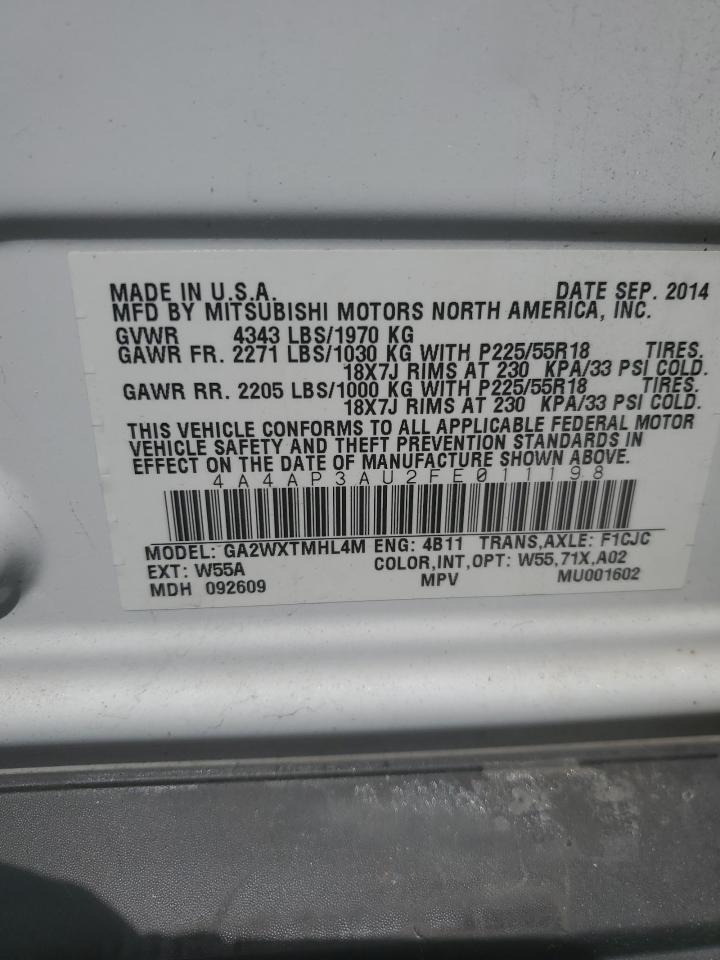 MADE IN U.S.A. DATE SEP. 2014
MFD BY MITSUBISHI MOTORS NORTH AMERICA, INC.
GVWR 4343 LBS/1970 KG
GAWR FR. 2271 LBS/1030 KG WITH P225/55R18 TIRES.
18X7J RIMS AT 230 KPA/33 PSI COLD.
GAWR RR. 2205 LBS/1000 KG WITH P225/55R18 TIRES.
18X7J RIMS AT 230 KPA/33 PSI COLD.
THIS VEHICLE CONFORMS TO ALL APPLICABLE FEDERAL MOTOR
VEHICLE SAFETY AND THEFT PREVENTION STANDARDS IN
EFFECT ON THE DATE OF MANUFACTURE SHOWN ABOVE.
4A4AP3AU2FE011198
MODEL: GA2WXTMHL4M ENG: 4B11 TRANS,AXLE: F1CJC
EXT: W55A COLOR,INT,OPT: W55,71X,A02
MDH 092609 MPV MU001602